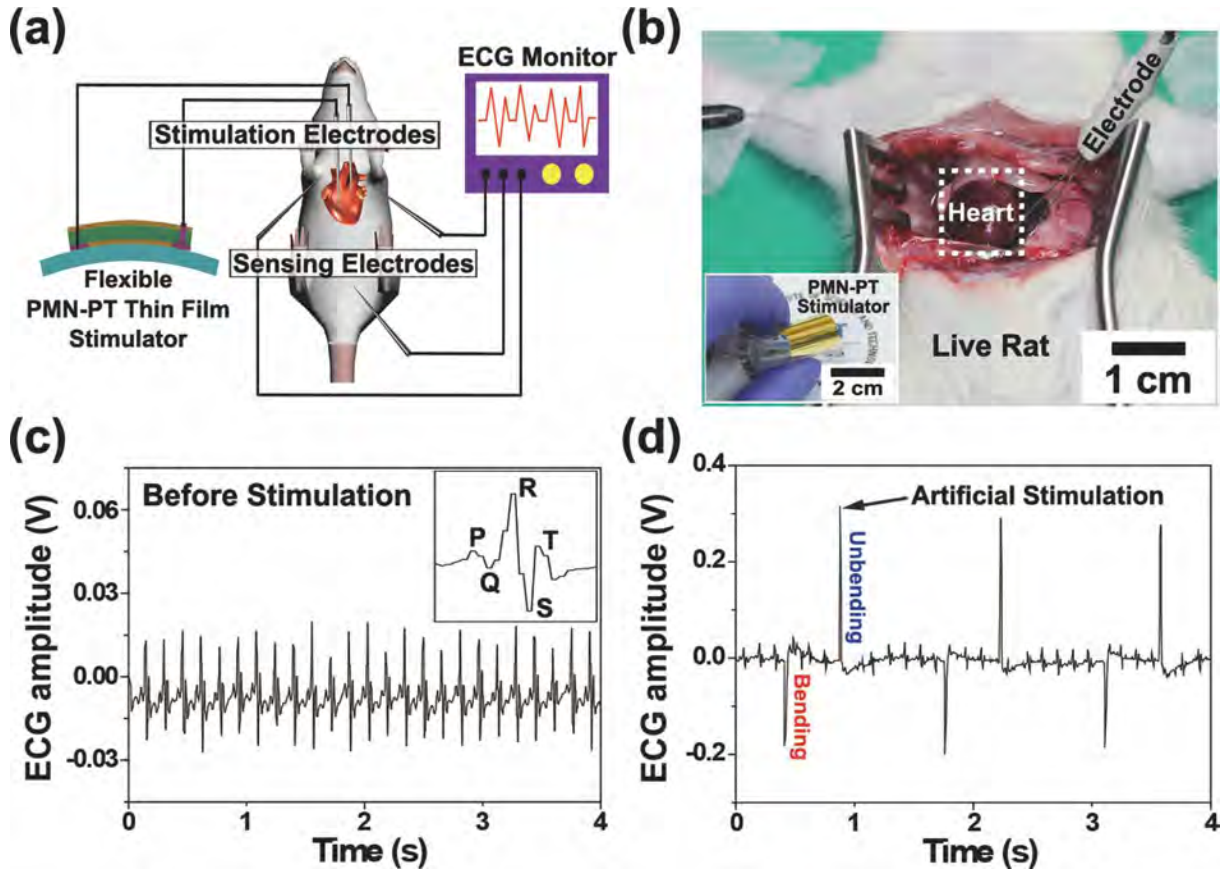 (a)
ECG Monitor
Stimulation Electrodes
Sensing Electrodes
Flexible
PMN-PT Thin Film
Stimulator
(b)
Electrode
Heart
PMN-PT
Stimulator
2 cm
Live Rat
1 cm
(c)
Before Stimulation
R
P
T
Q
S
0.06
0.03
0.00
-0.03
ECG amplitude (V)
0 1 2 3 4
Time (s)
(d)
Artificial Stimulation
Unbending
Bending
0.4
0.2
0.0
-0.2
ECG amplitude (V)
0 1 2 3 4
Time (s)